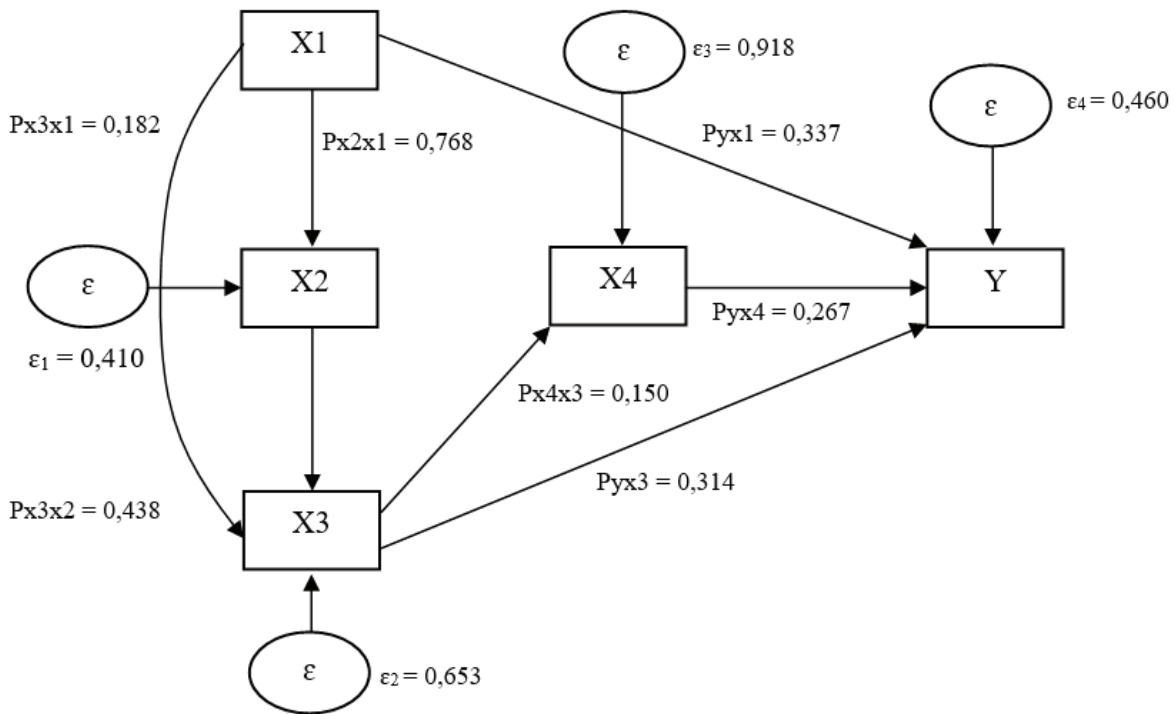 X1
ε
ε₃ = 0,918
ε
ε₄ = 0,460
Px3x1 = 0,182
Px2x1 = 0,768
Pyx1 = 0,337
ε
X2
X4
Y
ε₁ = 0,410
Pyx4 = 0,267
Px4x3 = 0,150
Pyx3 = 0,314
Px3x2 = 0,438
X3
ε
ε₂ = 0,653